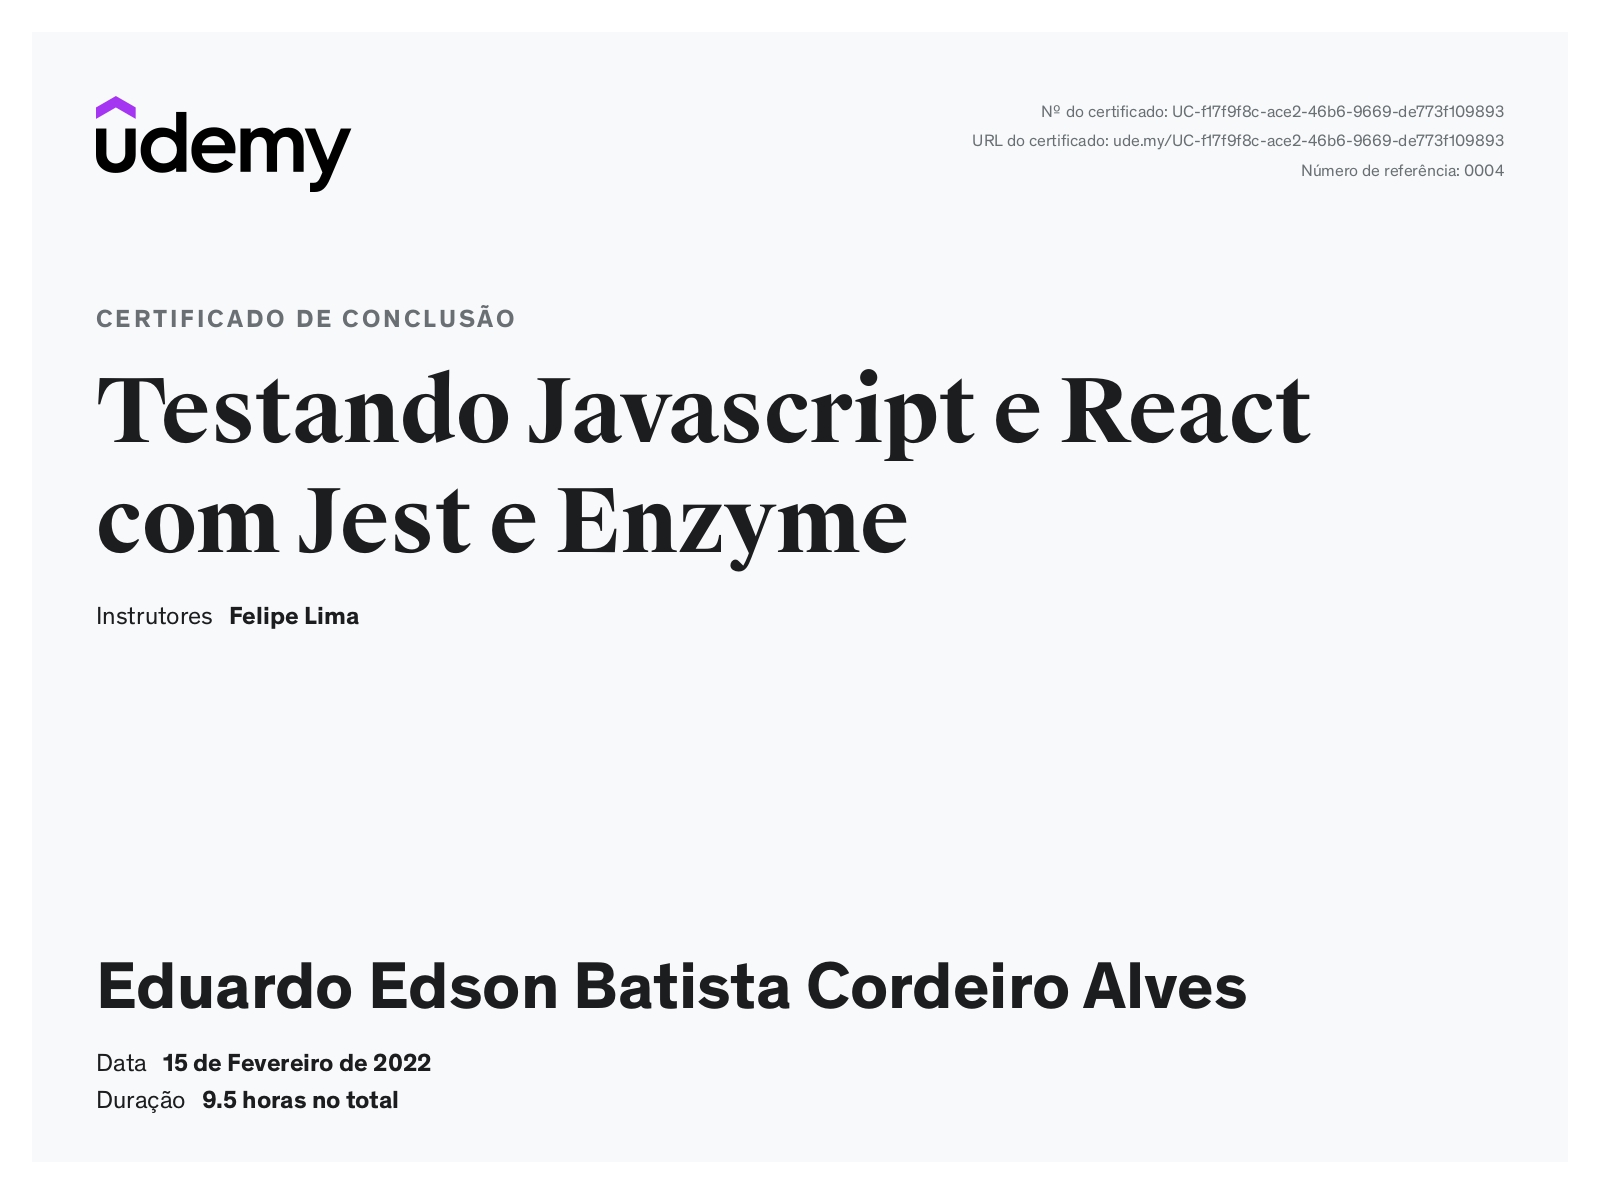 udemy
Nº do certificado: UC-f17f9f8c-ace2-46b6-9669-de773f109893
URL do certificado: ude.my/UC-f17f9f8c-ace2-46b6-9669-de773f109893
Número de referência: 0004
CERTIFICADO DE CONCLUSÃO
Testando Javascript e React
com Jest e Enzyme
Instrutores Felipe Lima
Eduardo Edson Batista Cordeiro Alves
Data 15 de Fevereiro de 2022
Duração 9.5 horas no total